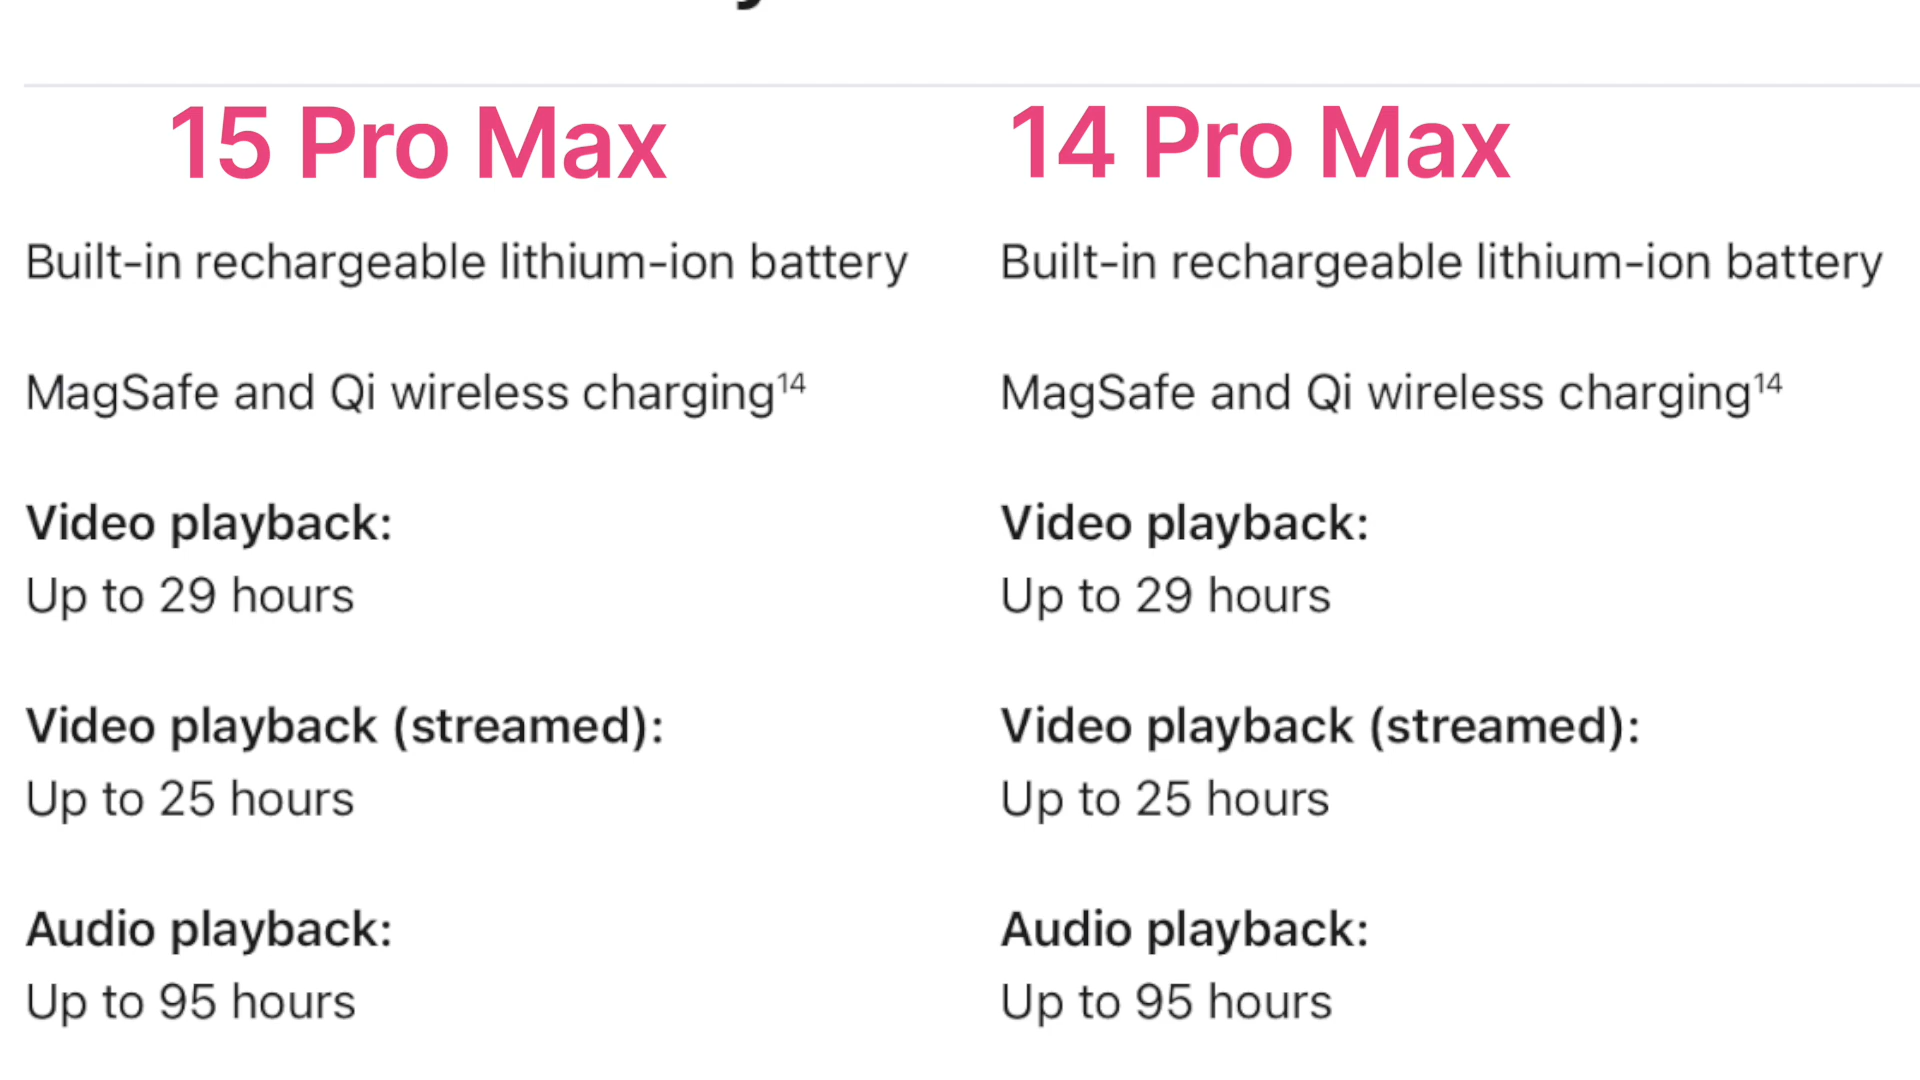 15 Pro Max
Built-in rechargeable lithium-ion battery
MagSafe and Qi wireless charging¹⁴
Video playback:
Up to 29 hours
Video playback (streamed):
Up to 25 hours
Audio playback:
Up to 95 hours
14 Pro Max
Built-in rechargeable lithium-ion battery
MagSafe and Qi wireless charging¹⁴
Video playback:
Up to 29 hours
Video playback (streamed):
Up to 25 hours
Audio playback:
Up to 95 hours